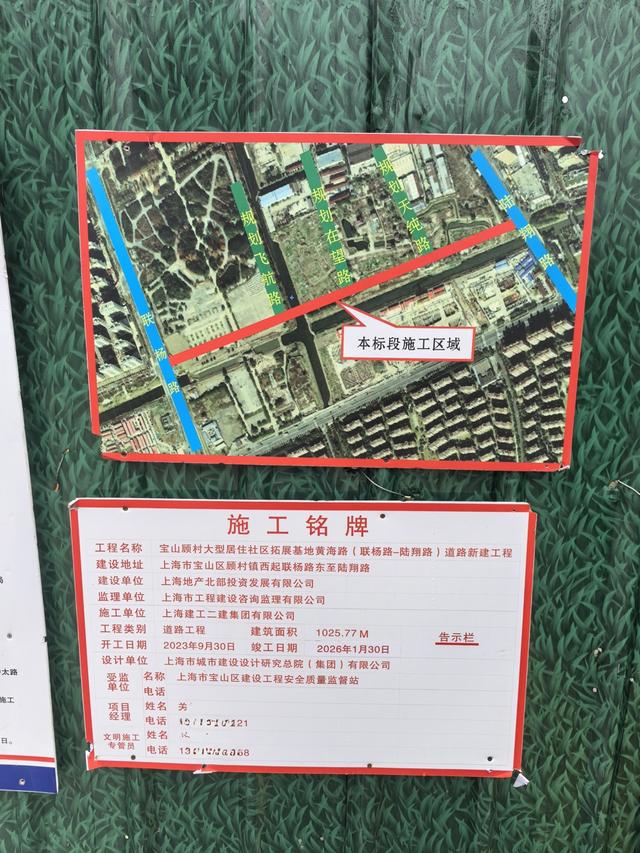 规划飞航路
规划在望路
规划天纯路
陆翔路
联杨路
本标段施工区域
施工铭牌
工程名称 宝山顾村大型居住社区拓展基地黄海路（联杨路-陆翔路）道路新建工程
建设地址 上海市宝山区顾村镇西起联杨路东至陆翔路
建设单位 上海地产北部投资发展有限公司
监理单位 上海市工程建设咨询监理有限公司
施工单位 上海建工二建集团有限公司
工程类别 道路工程 建筑面积 1025.77M 告示栏
开工日期 2023年9月30日 竣工日期 2026年1月30日
设计单位 上海市城市建设设计研究总院（集团）有限公司
受监单位 名称 上海市宝山区建设工程安全质量监督站
电话
项目经理 姓名
电话
文明施工专管员 姓名
电话
太路
施工
日。